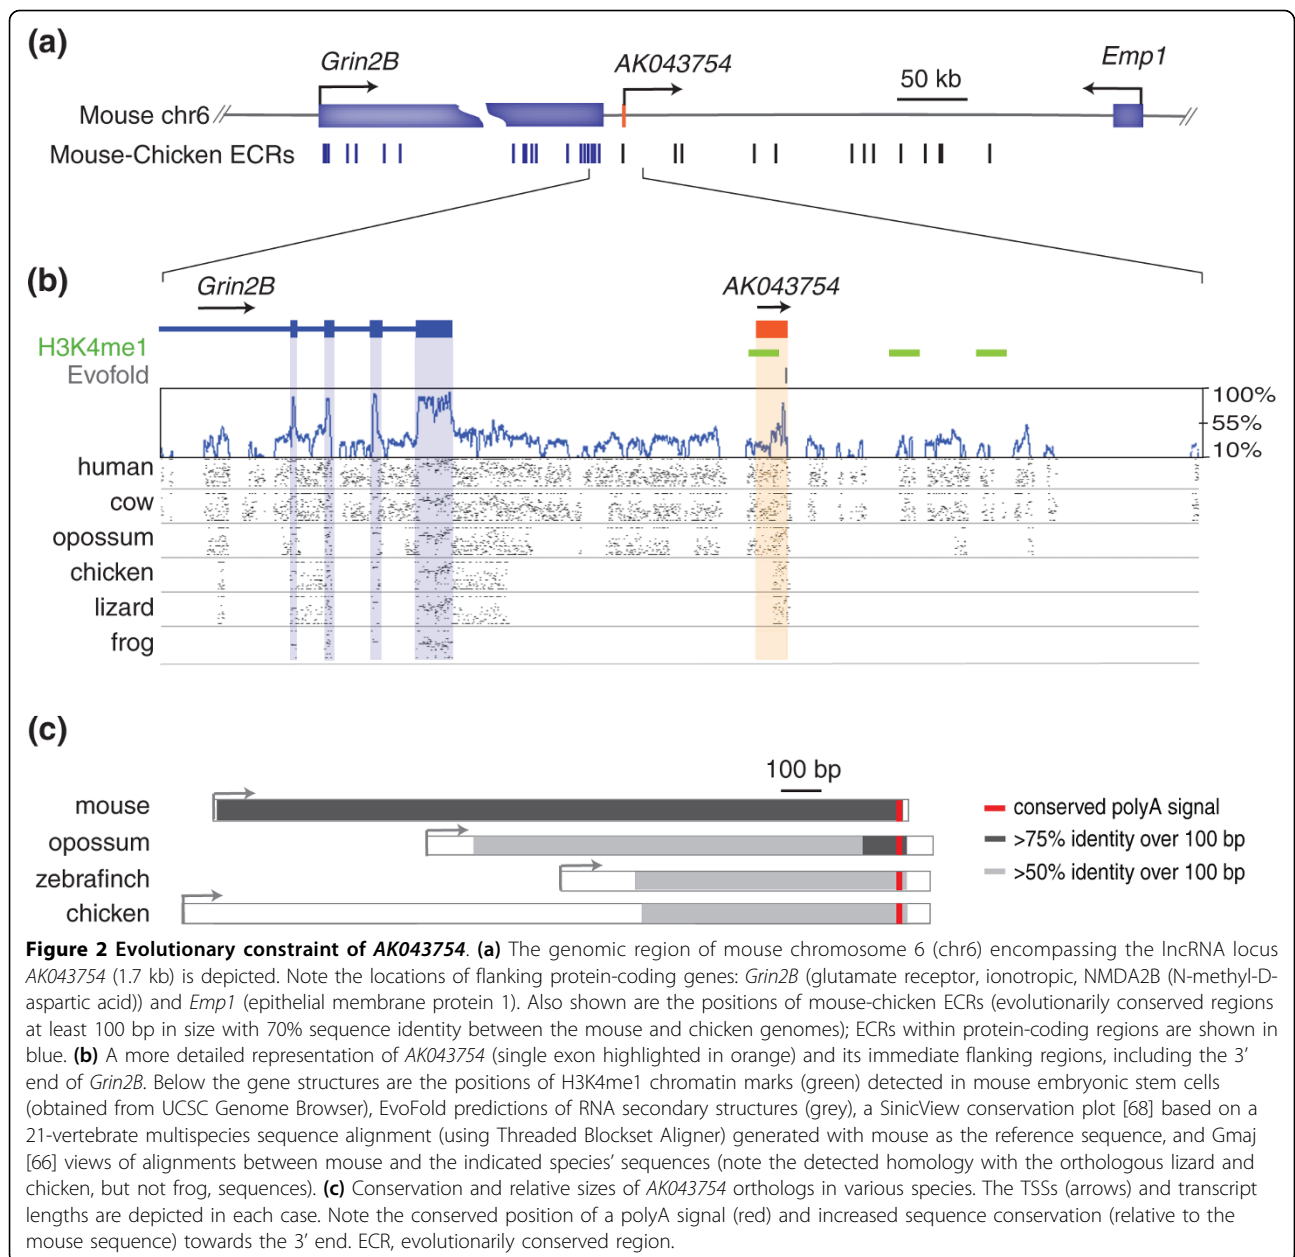 (a)
Grin2B
AK043754
Emp1
50 kb
Mouse chr6
Mouse-Chicken ECRs
(b)
Grin2B
AK043754
H3K4me1
Evofold
100%
55%
10%
human
cow
opossum
chicken
lizard
frog
(c)
100 bp
mouse
opossum
zebrafinch
chicken
conserved polyA signal
>75% identity over 100 bp
>50% identity over 100 bp
Figure 2 Evolutionary constraint of AK043754. (a) The genomic region of mouse chromosome 6 (chr6) encompassing the lncRNA locus
AK043754 (1.7 kb) is depicted. Note the locations of flanking protein-coding genes: Grin2B (glutamate receptor, ionotropic, NMDA2B (N-methyl-D-
aspartic acid)) and Emp1 (epithelial membrane protein 1). Also shown are the positions of mouse-chicken ECRs (evolutionarily conserved regions
at least 100 bp in size with 70% sequence identity between the mouse and chicken genomes); ECRs within protein-coding regions are shown in
blue. (b) A more detailed representation of AK043754 (single exon highlighted in orange) and its immediate flanking regions, including the 3’
end of Grin2B. Below the gene structures are the positions of H3K4me1 chromatin marks (green) detected in mouse embryonic stem cells
(obtained from UCSC Genome Browser), EvoFold predictions of RNA secondary structures (grey), a SinicView conservation plot [68] based on a
21-vertebrate multispecies sequence alignment (using Threaded Blockset Aligner) generated with mouse as the reference sequence, and Gmaj
[66] views of alignments between mouse and the indicated species’ sequences (note the detected homology with the orthologous lizard and
chicken, but not frog, sequences). (c) Conservation and relative sizes of AK043754 orthologs in various species. The TSSs (arrows) and transcript
lengths are depicted in each case. Note the conserved position of a polyA signal (red) and increased sequence conservation (relative to the
mouse sequence) towards the 3’ end. ECR, evolutionarily conserved region.